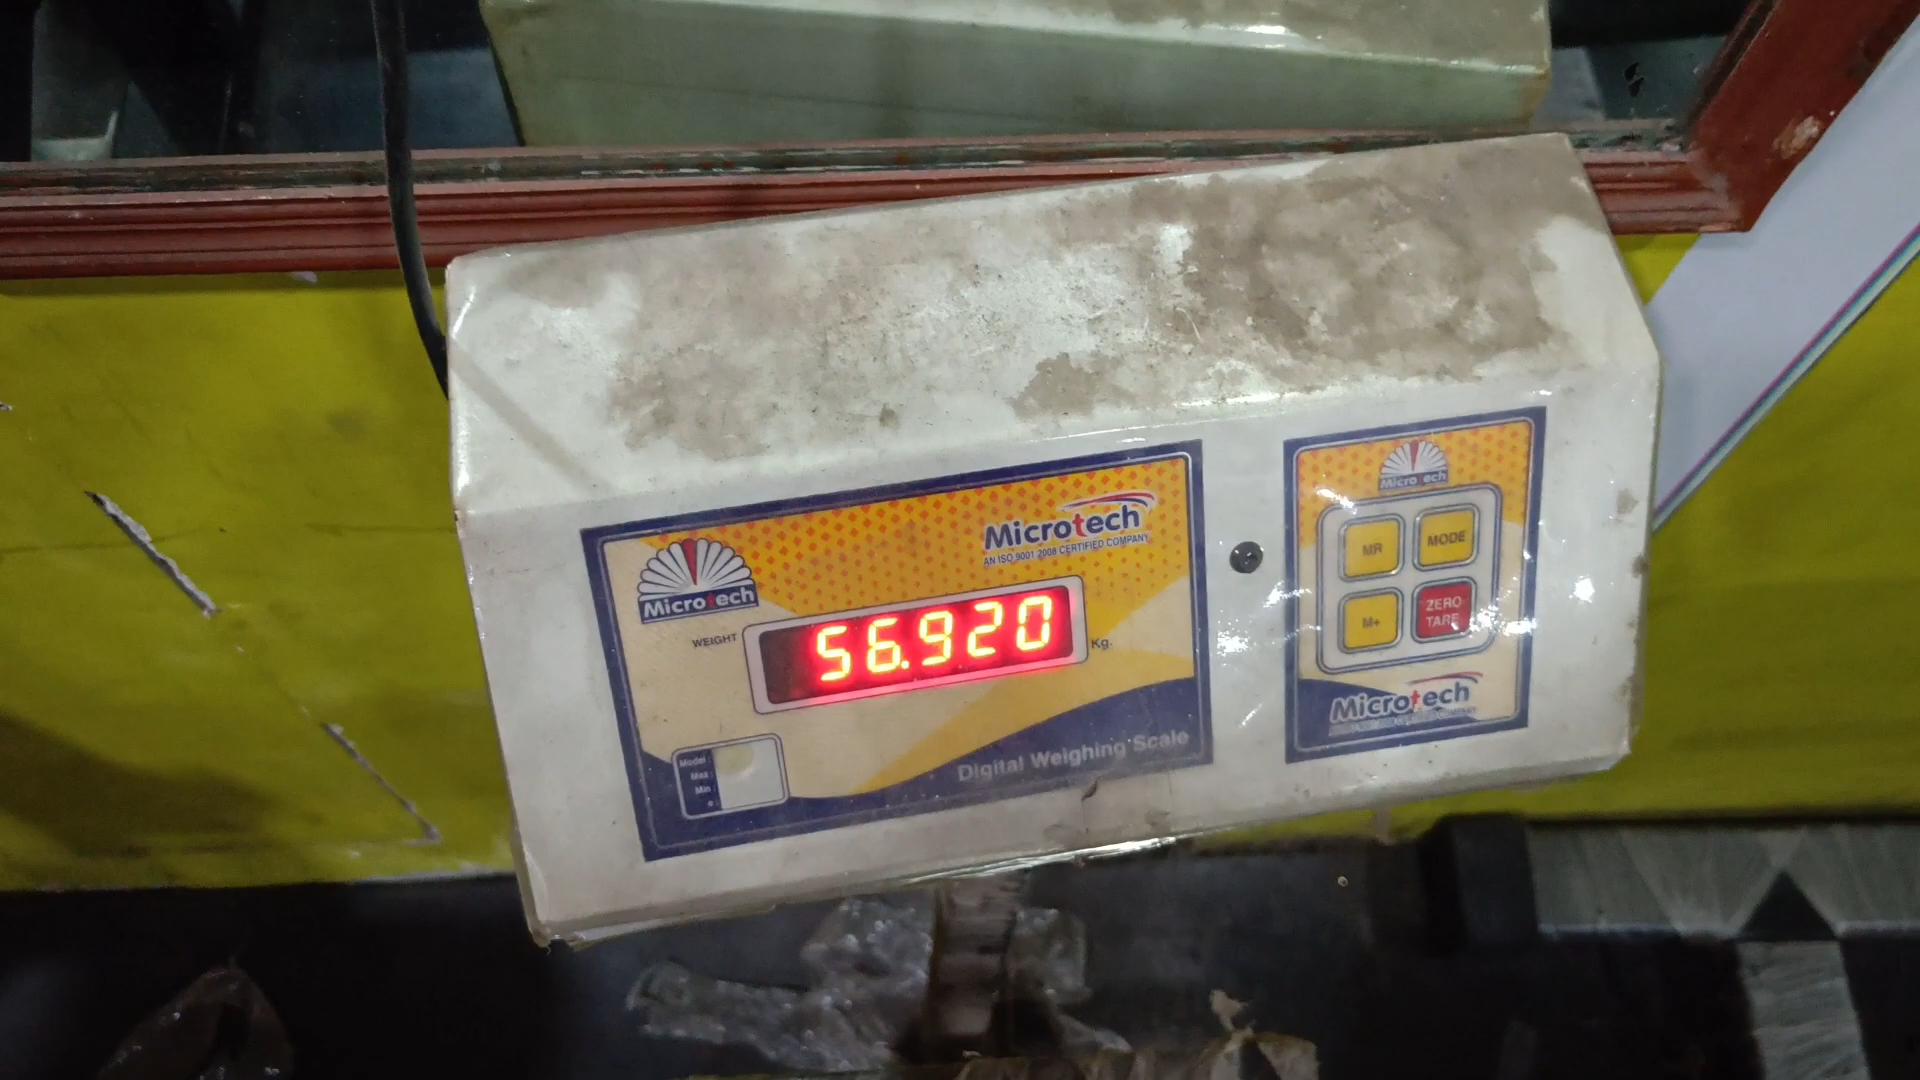 Microtech
AN ISO 9001 2008 CERTIFIED COMPANY
Microtech
WEIGHT
56.920
Kg.
Model :
Max :
Min :
e :
Digital Weighing Scale
Microtech
MR
MODE
M+
ZERO
TARE
Microtech